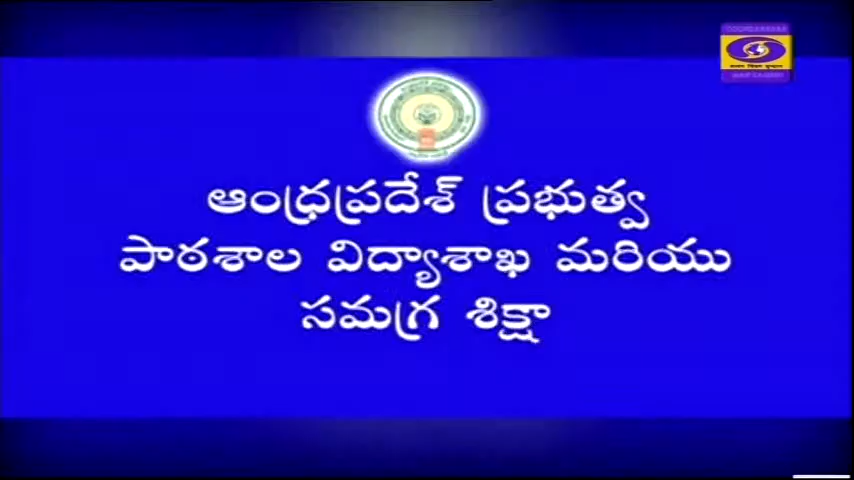 ఆంధ్రప్రదేశ్ ప్రభుత్వ
పాఠశాల విద్యాశాఖ మరియు
సమగ్ర శిక్షా